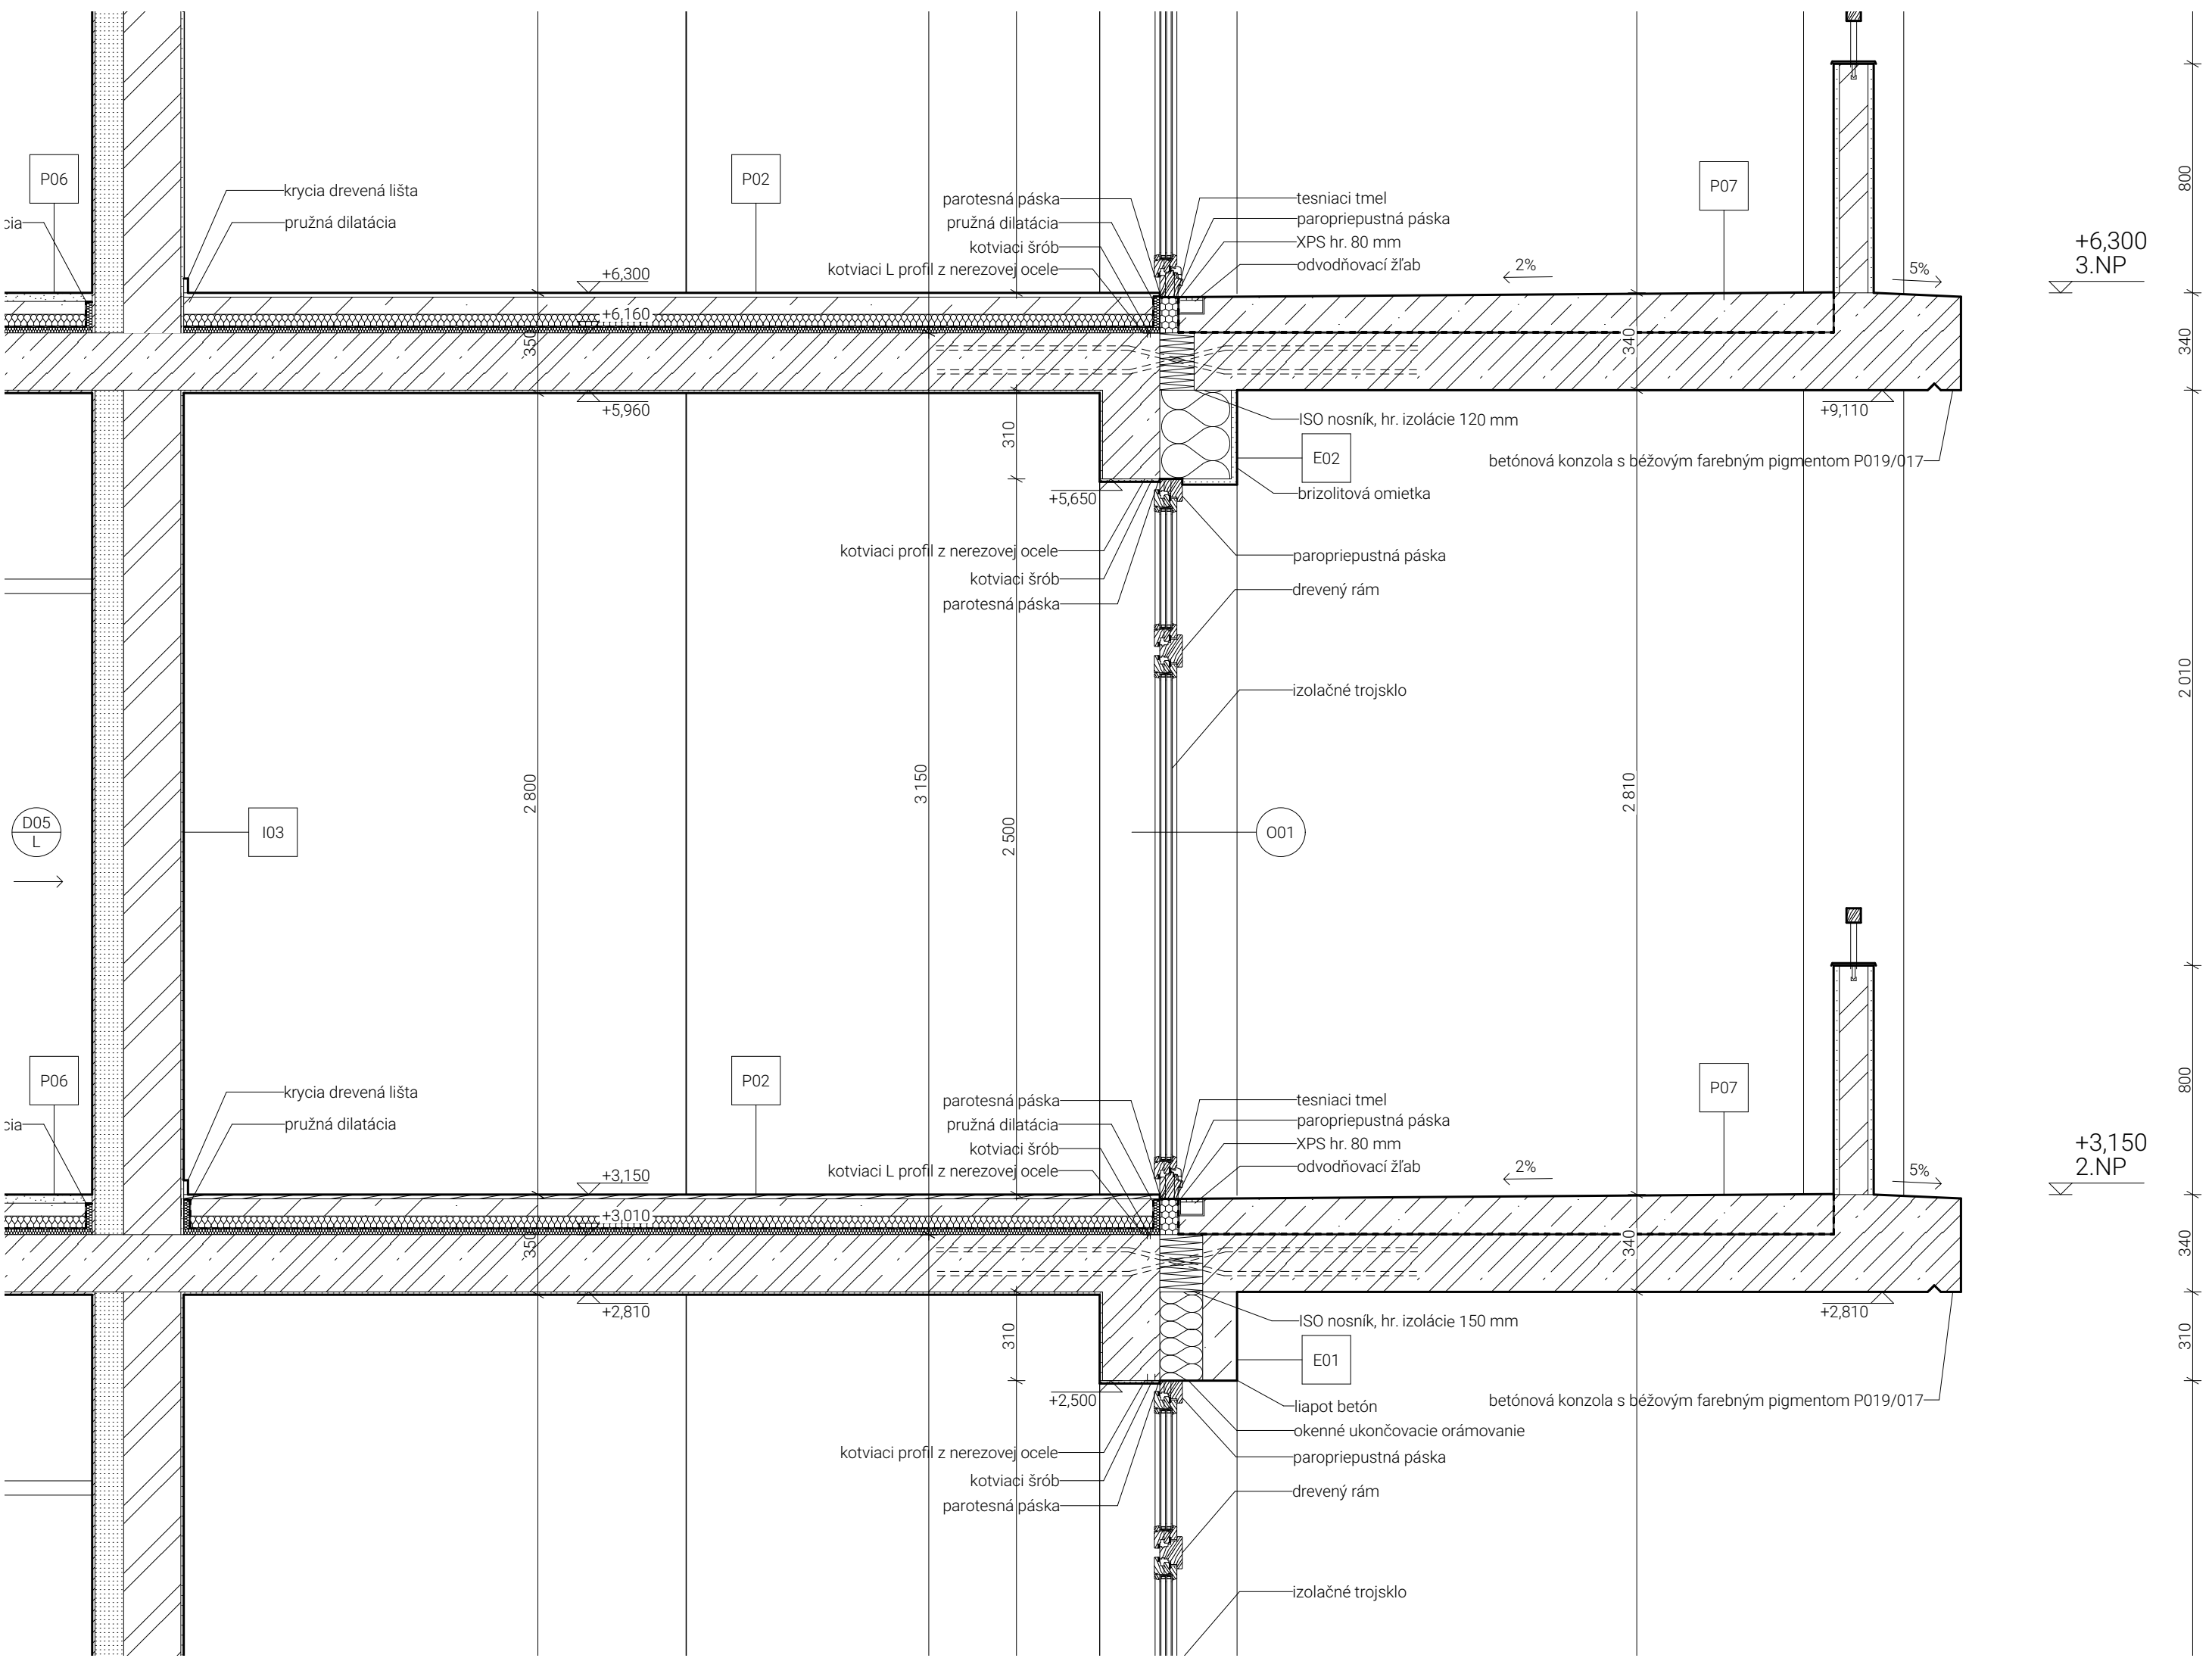 P06
cia
krycia drevená lišta
pružná dilatácia
P02
parotesná páska
pružná dilatácia
kotviaci šrób
kotviaci L profil z nerezovej ocele
tesniaci tmel
paropriepustná páska
XPS hr. 80 mm
odvodňovací žľab
P07
2%
5%
+6,300
3.NP
800
+6,300
+6,160
350
340
340
+5,960
310
+5,650
ISO nosník, hr. izolácie 120 mm
E02
brizolitová omietka
+9,110
betónová konzola s béžovým farebným pigmentom P019/017
kotviaci profil z nerezovej ocele
kotviaci šrób
parotesná páska
paropriepustná páska
drevený rám
izolačné trojsklo
2 010
D05
L
I03
2 800
3 150
2 500
O01
2 810
P06
cia
krycia drevená lišta
pružná dilatácia
P02
parotesná páska
pružná dilatácia
kotviaci šrób
kotviaci L profil z nerezovej ocele
tesniaci tmel
paropriepustná páska
XPS hr. 80 mm
odvodňovací žľab
P07
2%
5%
+3,150
2.NP
800
+3,150
+3,010
350
340
340
+2,810
310
+2,500
ISO nosník, hr. izolácie 150 mm
E01
liapot betón
okenné ukončovacie orámovanie
paropriepustná páska
+2,810
310
betónová konzola s béžovým farebným pigmentom P019/017
kotviaci profil z nerezovej ocele
kotviaci šrób
parotesná páska
drevený rám
izolačné trojsklo